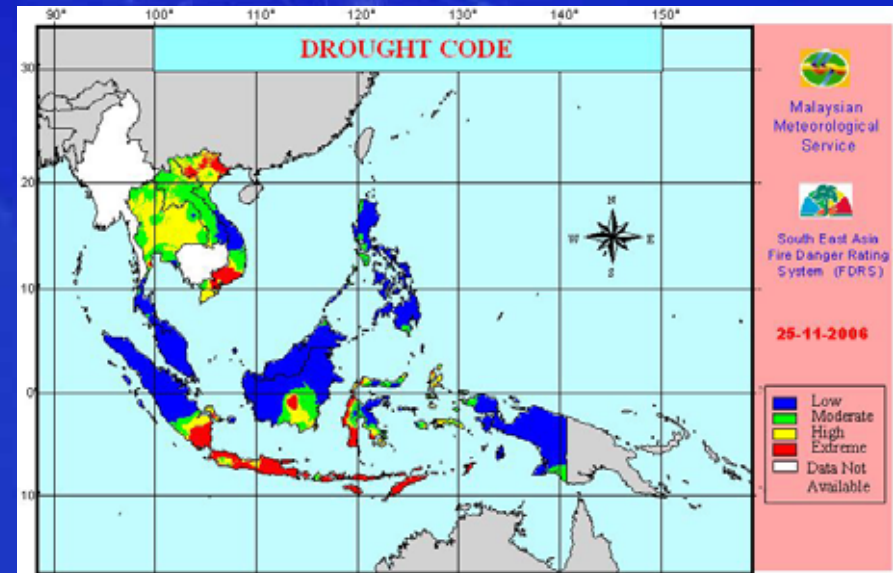 90° 100° 110° 120° 130° 140° 150°
DROUGHT CODE
30
20
10
0
10
N
W E
S
Malaysian
Meteorological
Service
South East Asia
Fire Danger Rating
System (FDRS)
25-11-2006
Low
Moderate
High
Extreme
Data Not
Available